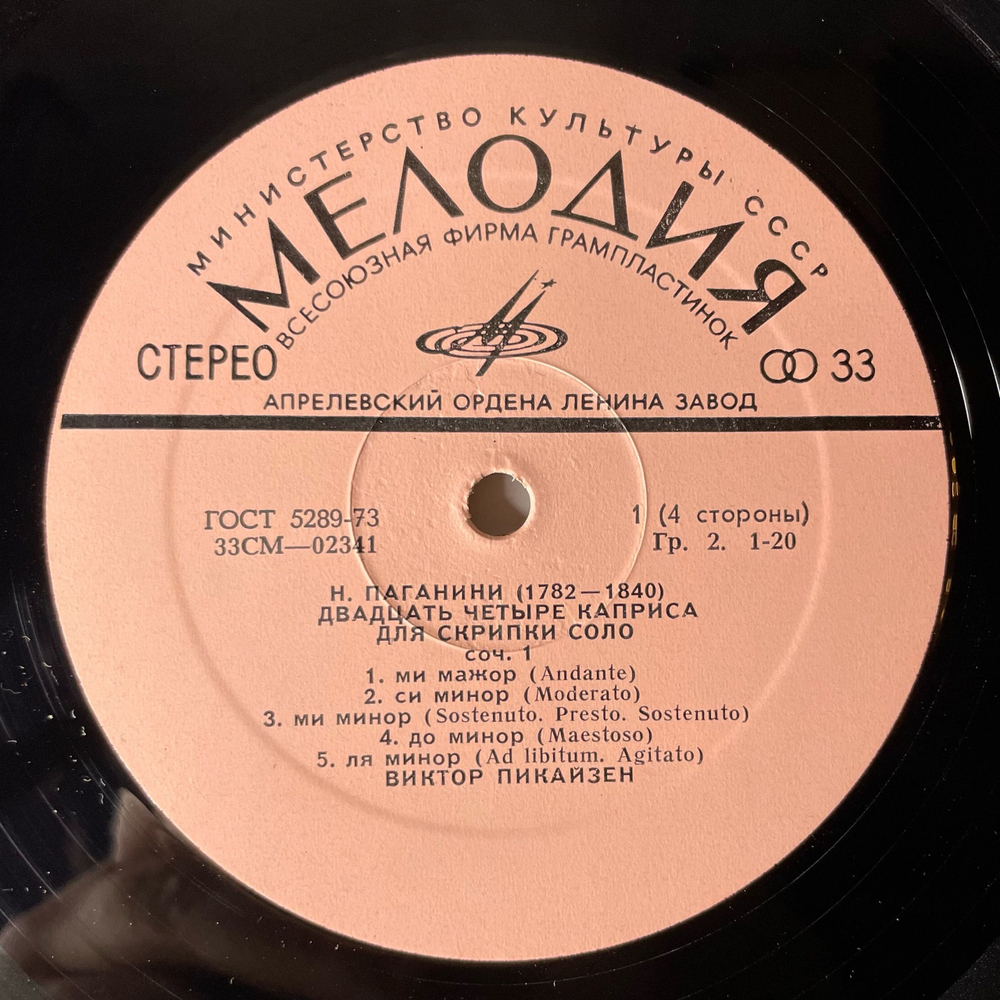 МИНИСТЕРСТВО КУЛЬТУРЫ СССР
МЕЛОДИЯ
ВСЕСОЮЗНАЯ ФИРМА ГРАМПЛАСТИНОК
СТЕРЕО
33
АПРЕЛЕВСКИЙ ОРДЕНА ЛЕНИНА ЗАВОД
ГОСТ 5289-73
1 (4 стороны)
33СМ—02341
Гр. 2. 1-20
Н. ПАГАНИНИ (1782—1840)
ДВАДЦАТЬ ЧЕТЫРЕ КАПРИСА
ДЛЯ СКРИПКИ СОЛО
соч. 1
1. ми мажор (Andante)
2. си минор (Moderato)
3. ми минор (Sostenuto. Presto. Sostenuto)
4. до минор (Maestoso)
5. ля минор (Ad libitum. Agitato)
ВИКТОР ПИКАЙЗЕН